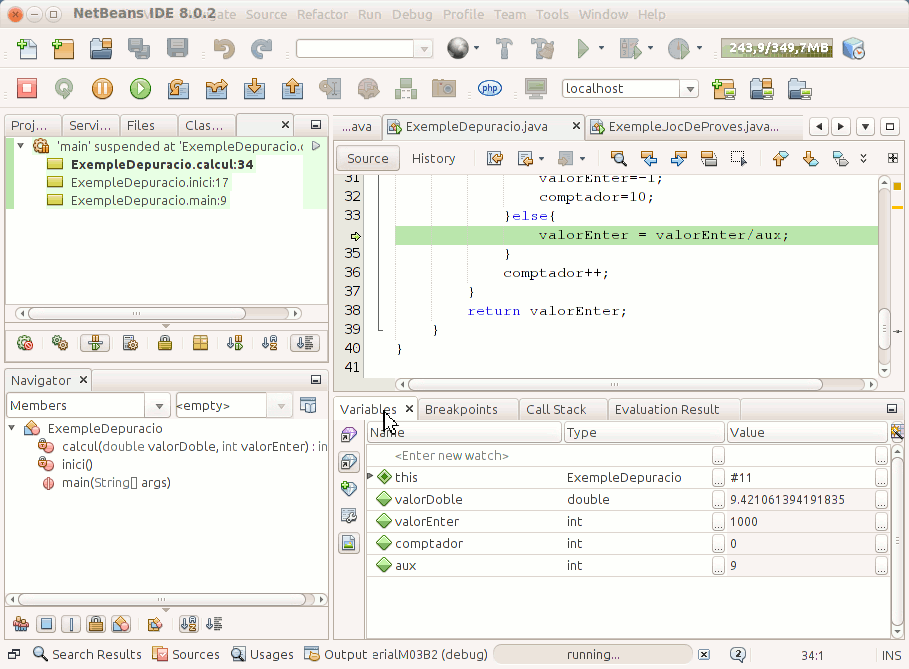 NetBeans IDE 8.0.2
Source Refactor Run Debug Profile Team Tools Window Help
243,9/349,7MB
php
localhost
Proj... Servi... Files Clas...
'main' suspended at 'ExempleDepuracio.c
ExempleDepuracio.calcul:34
ExempleDepuracio.inici:17
ExempleDepuracio.main:9
...ava ExempleDepuracio.java ExempleJocDeProves.java...
Source History
31 valorEnter=-1;
32 comptador=10;
33 }else{
valorEnter = valorEnter/aux;
35 }
36 comptador++;
37 }
38 return valorEnter;
39 }
40 }
41
Navigator
Members <empty>
ExempleDepuracio
calcul(double valorDoble, int valorEnter) : in
inici()
main(String[] args)
Variables Breakpoints Call Stack Evaluation Result
Name Type Value
<Enter new watch> ... ...
this ExempleDepuracio ... #11 ...
valorDoble double ... 9.421061394191835 ...
valorEnter int ... 1000 ...
comptador int ... 0 ...
aux int ... 9 ...
Search Results Sources Usages Output erialM03B2 (debug) running... 2 34:1 INS